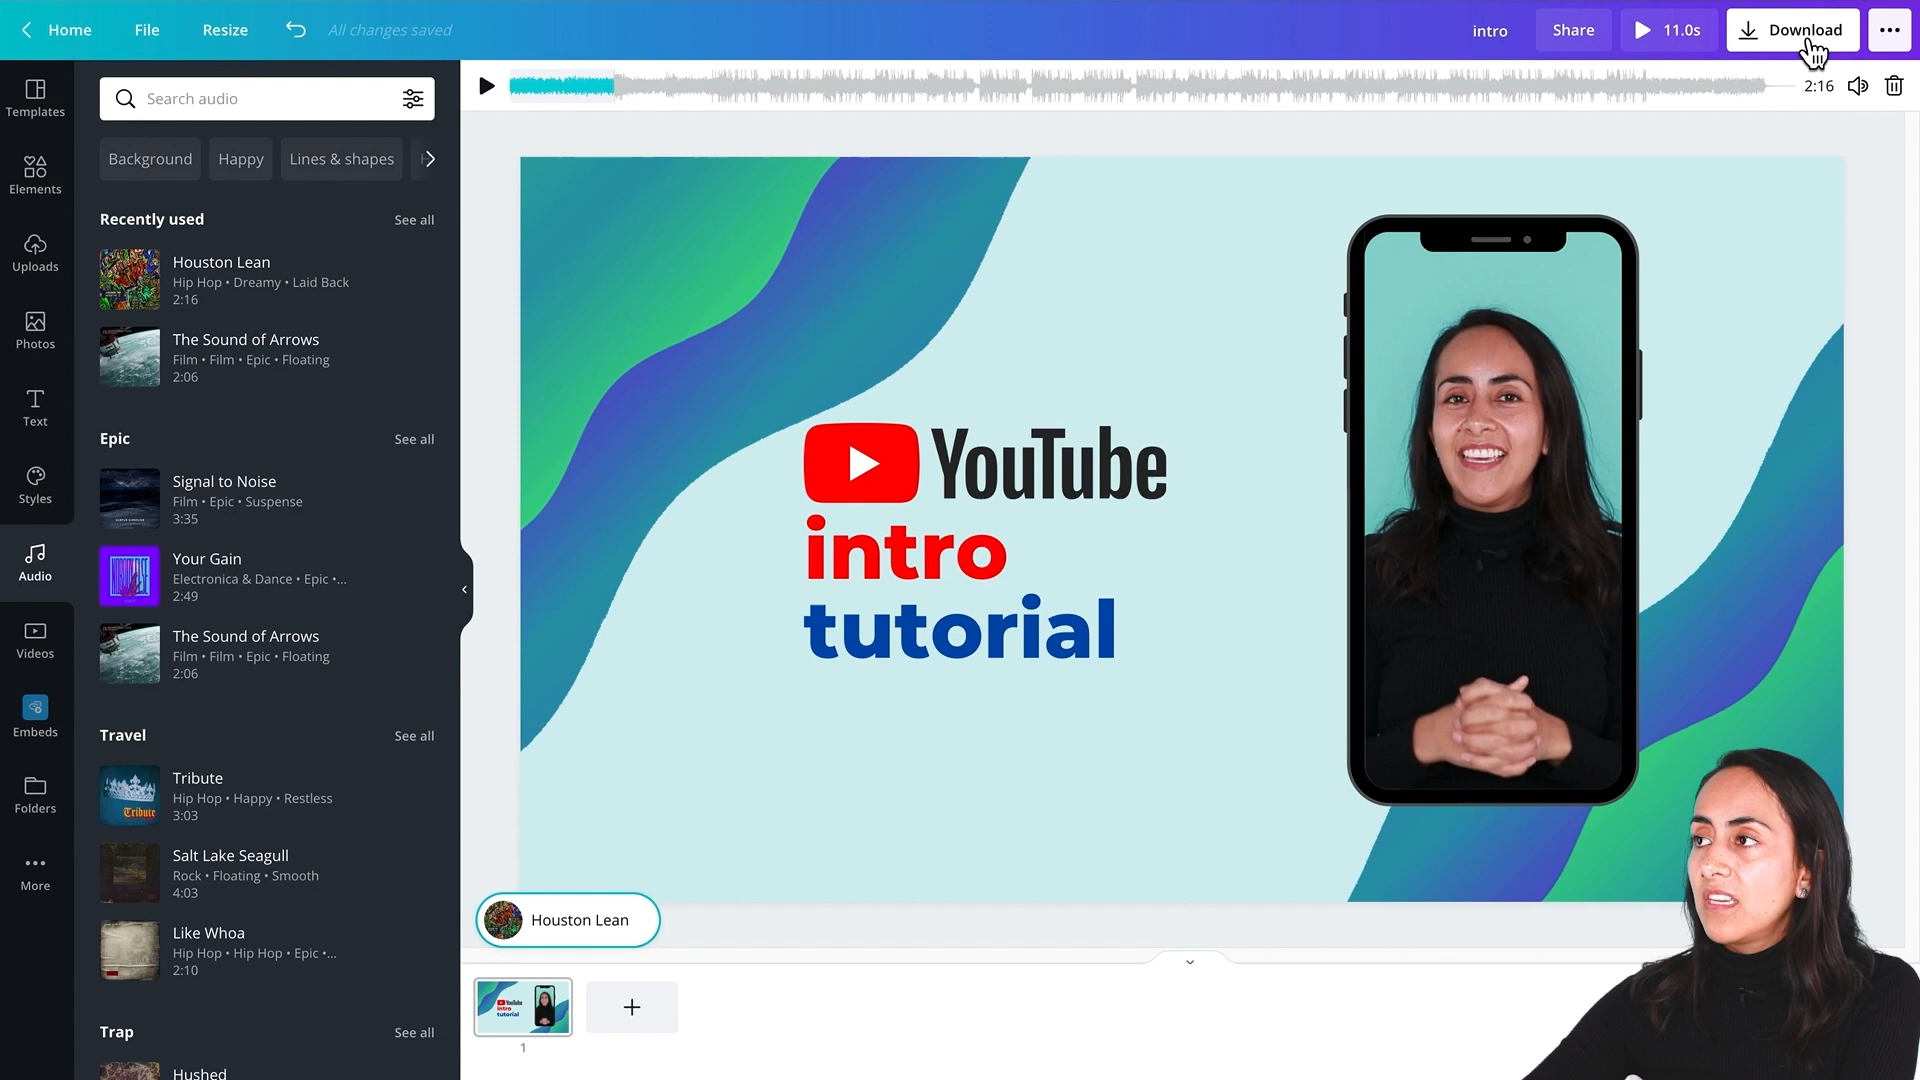 Home
File
Resize
All changes saved
intro
Share
11.0s
Download
Search audio
2:16
Templates
Elements
Uploads
Photos
Text
Styles
Audio
Videos
Embeds
Folders
More
Background
Happy
Lines & shapes
Recently used
See all
Houston Lean
Hip Hop • Dreamy • Laid Back
2:16
The Sound of Arrows
Film • Film • Epic • Floating
2:06
Epic
See all
Signal to Noise
Film • Epic • Suspense
3:35
Your Gain
Electronica & Dance • Epic •...
2:49
The Sound of Arrows
Film • Film • Epic • Floating
2:06
Travel
See all
Tribute
Tribute
Hip Hop • Happy • Restless
3:03
Salt Lake Seagull
Rock • Floating • Smooth
4:03
Like Whoa
Hip Hop • Hip Hop • Epic •...
2:10
Trap
See all
Hushed
YouTube
intro
tutorial
Houston Lean
YouTube
intro
tutorial
1